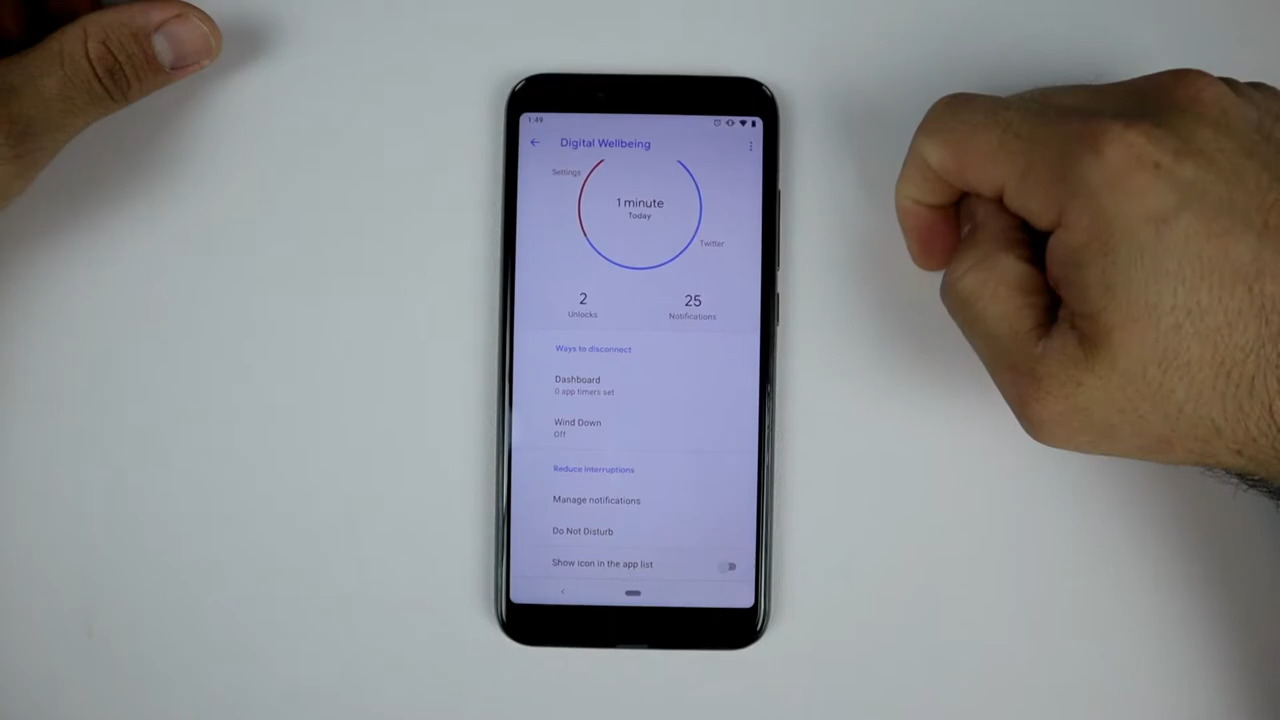 1:49
Digital Wellbeing
Settings
1 minute
Today
Twitter
2
25
Unlocks
Notifications
Ways to disconnect
Dashboard
0 app timers set
Wind Down
Off
Reduce interruptions
Manage notifications
Do Not Disturb
Show icon in the app list